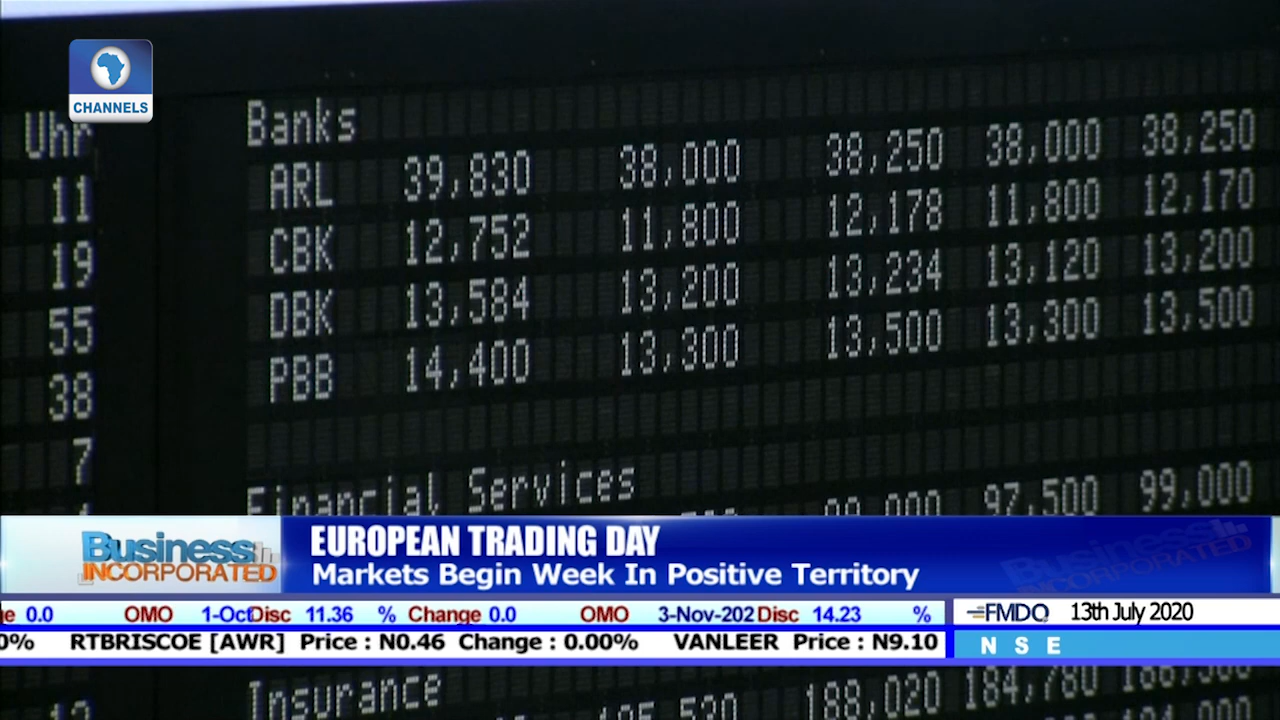 CHANNELS
Uhr
11
19
55
38
7
Banks
ARL 39,830 38,000 38,250 38,000 38,250
CBK 12,752 11,800 12,178 11,800 12,170
DBK 13,584 13,200 13,234 13,120 13,200
PBB 14,400 13,300 13,500 13,300 13,500
Financial Services
97,500 99,000
Business INCORPORATED
EUROPEAN TRADING DAY
Markets Begin Week In Positive Territory
0.0 OMO 1-Oct Disc 11.36 % Change 0.0 OMO 3-Nov-202 Disc 14.23 %
FMDQ 13th July 2020
0% RTBRISCOE [AWR] Price : N0.46 Change : 0.00% VANLEER Price : N9.10
NSE
Insurance
188,020 184,780